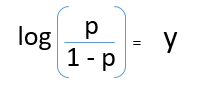 log ( p / 1 - p ) = y